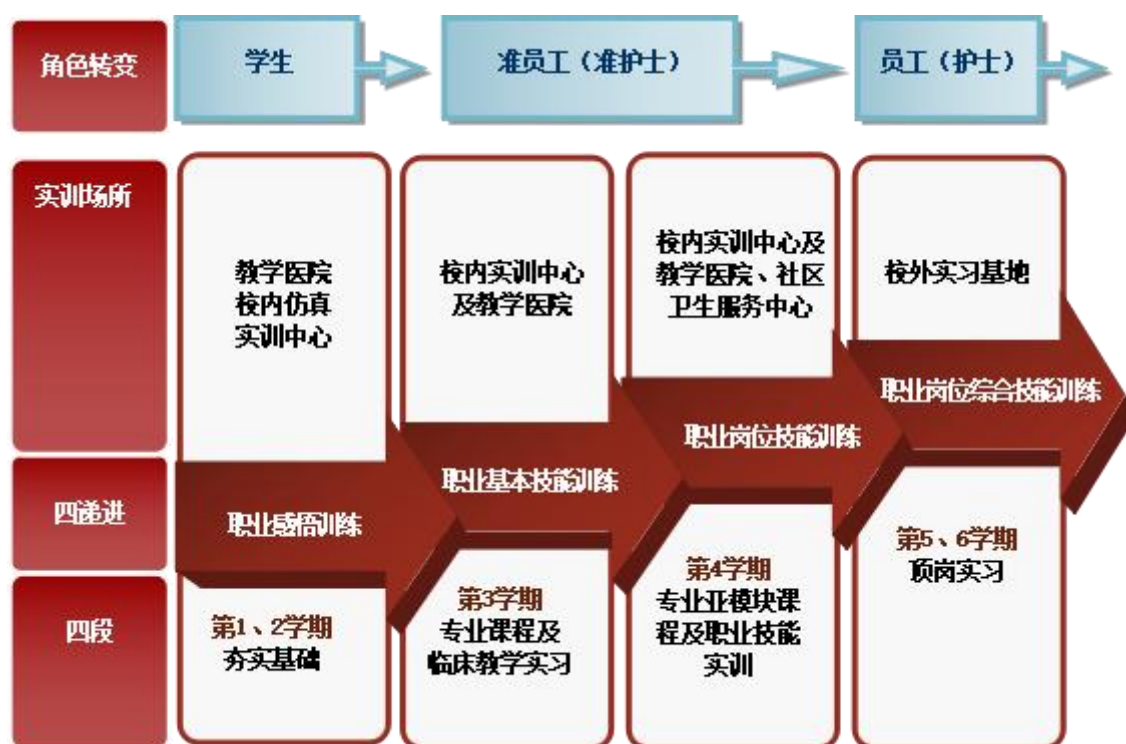 角色转变
学生
准员工（准护士）
员工（护士）
实训场所
教学医院
校内仿真
实训中心
校内实训中心
及教学医院
校内实训中心及
教学医院、社区
卫生服务中心
校外实习基地
四递进
职业感悟训练
职业基本技能训练
职业岗位技能训练
职业岗位综合技能训练
四段
第1、2学期
夯实基础
第3学期
专业课程及
临床教学实习
第4学期
专业亚模块课
程及职业技能
实训
第5、6学期
顶岗实习